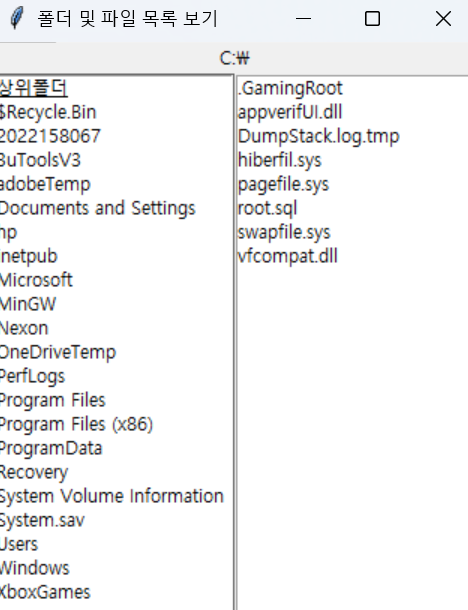 폴더 및 파일 목록 보기
C:\
상위폴더
$Recycle.Bin
2022158067
BuToolsV3
adobeTemp
Documents and Settings
hp
inetpub
Microsoft
MinGW
Nexon
OneDriveTemp
PerfLogs
Program Files
Program Files (x86)
ProgramData
Recovery
System Volume Information
System.sav
Users
Windows
XboxGames
.GamingRoot
appverifUI.dll
DumpStack.log.tmp
hiberfil.sys
pagefile.sys
root.sql
swapfile.sys
vfcompat.dll